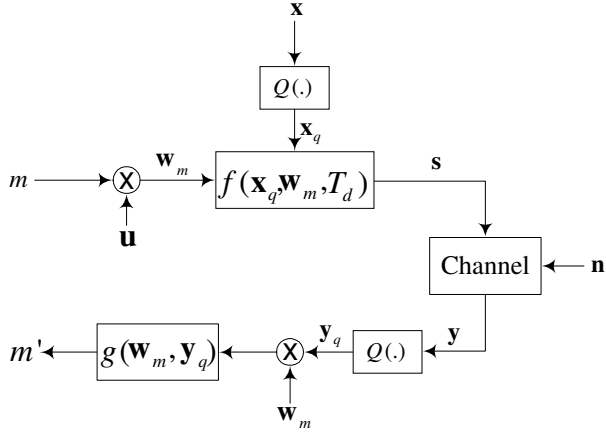 x
Q(.)
x_q
m
w_m
X
u
f(x_q,w_m,T_d)
s
Channel
n
y
Q(.)
y_q
X
w_m
g(w_m,y_q)
m'